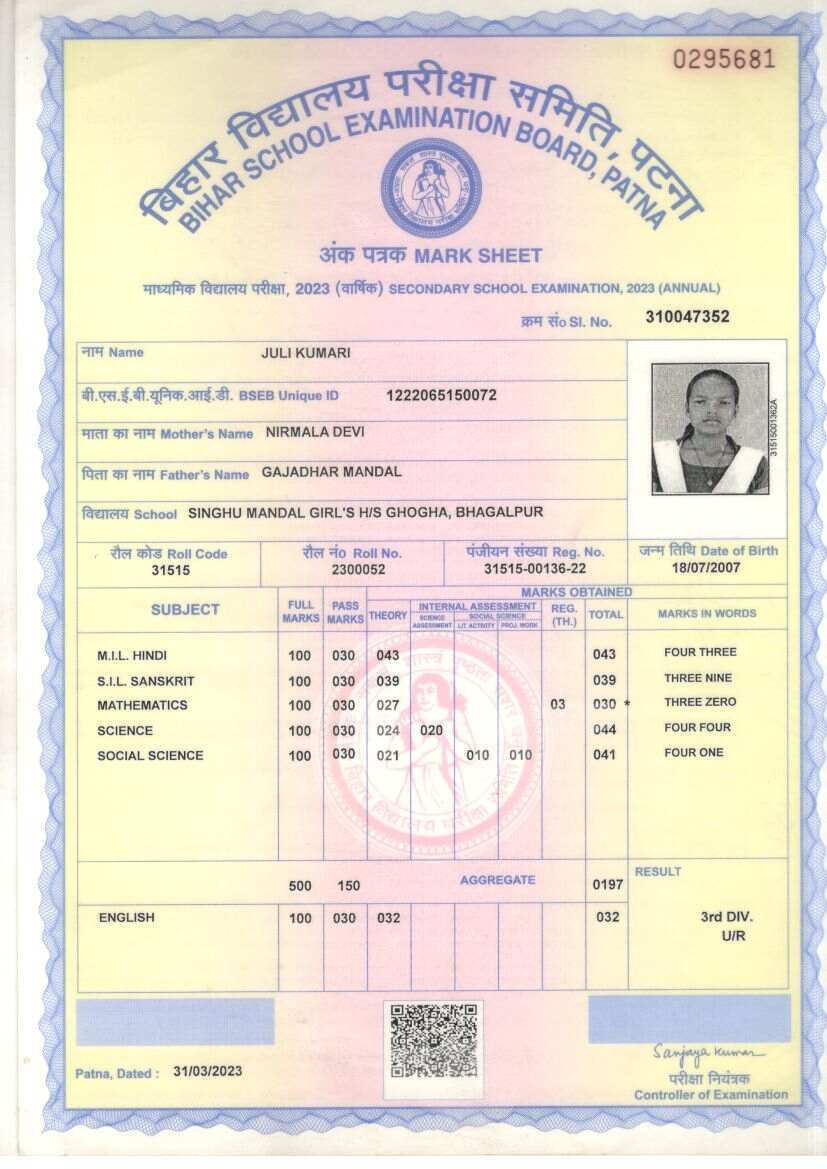 0295681
बिहार विद्यालय परीक्षा समिति, पटना
BIHAR SCHOOL EXAMINATION BOARD, PATNA
अंक पत्रक MARK SHEET
माध्यमिक विद्यालय परीक्षा, 2023 (वार्षिक) SECONDARY SCHOOL EXAMINATION, 2023 (ANNUAL)
क्रम सं० Sl. No. 310047352
नाम Name JULI KUMARI
बी.एस.ई.बी.यूनिक.आई.डी. BSEB Unique ID 1222065150072
माता का नाम Mother's Name NIRMALA DEVI
पिता का नाम Father's Name GAJADHAR MANDAL
विद्यालय School SINGHU MANDAL GIRL'S H/S GHOGHA, BHAGALPUR
31515001362A
रौल कोड Roll Code रौल नं० Roll No. पंजीयन संख्या Reg. No. जन्म तिथि Date of Birth
31515 2300052 31515-00136-22 18/07/2007
MARKS OBTAINED
SUBJECT FULL MARKS PASS MARKS THEORY INTERNAL ASSESSMENT REG. (TH.) TOTAL MARKS IN WORDS
SCIENCE ASSESSMENT SOCIAL SCIENCE LIT. ACTIVITY PROJ. WORK
M.I.L. HINDI 100 030 043 043 FOUR THREE
S.I.L. SANSKRIT 100 030 039 039 THREE NINE
MATHEMATICS 100 030 027 03 030 * THREE ZERO
SCIENCE 100 030 024 020 044 FOUR FOUR
SOCIAL SCIENCE 100 030 021 010 010 041 FOUR ONE
500 150 AGGREGATE 0197 RESULT
ENGLISH 100 030 032 032 3rd DIV.
U/R
Patna, Dated : 31/03/2023
Sanjaya Kumar
परीक्षा नियंत्रक
Controller of Examination